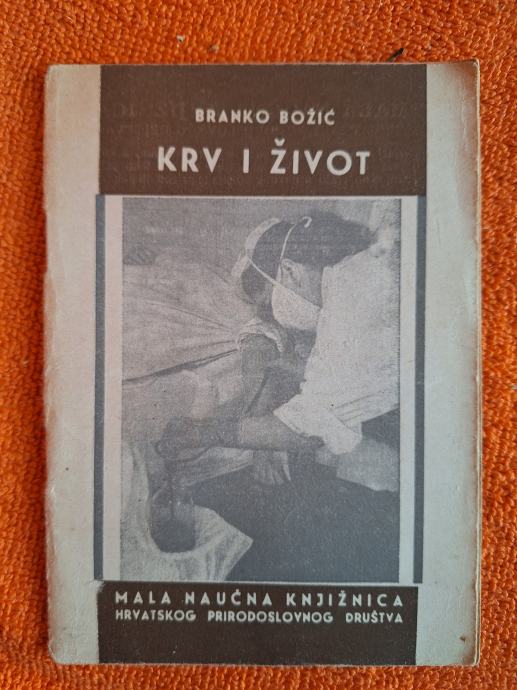 BRANKO BOŽIĆ
KRV I ŽIVOT
MALA NAUČNA KNJIŽNICA
HRVATSKOG PRIRODOSLOVNOG DRUŠTVA